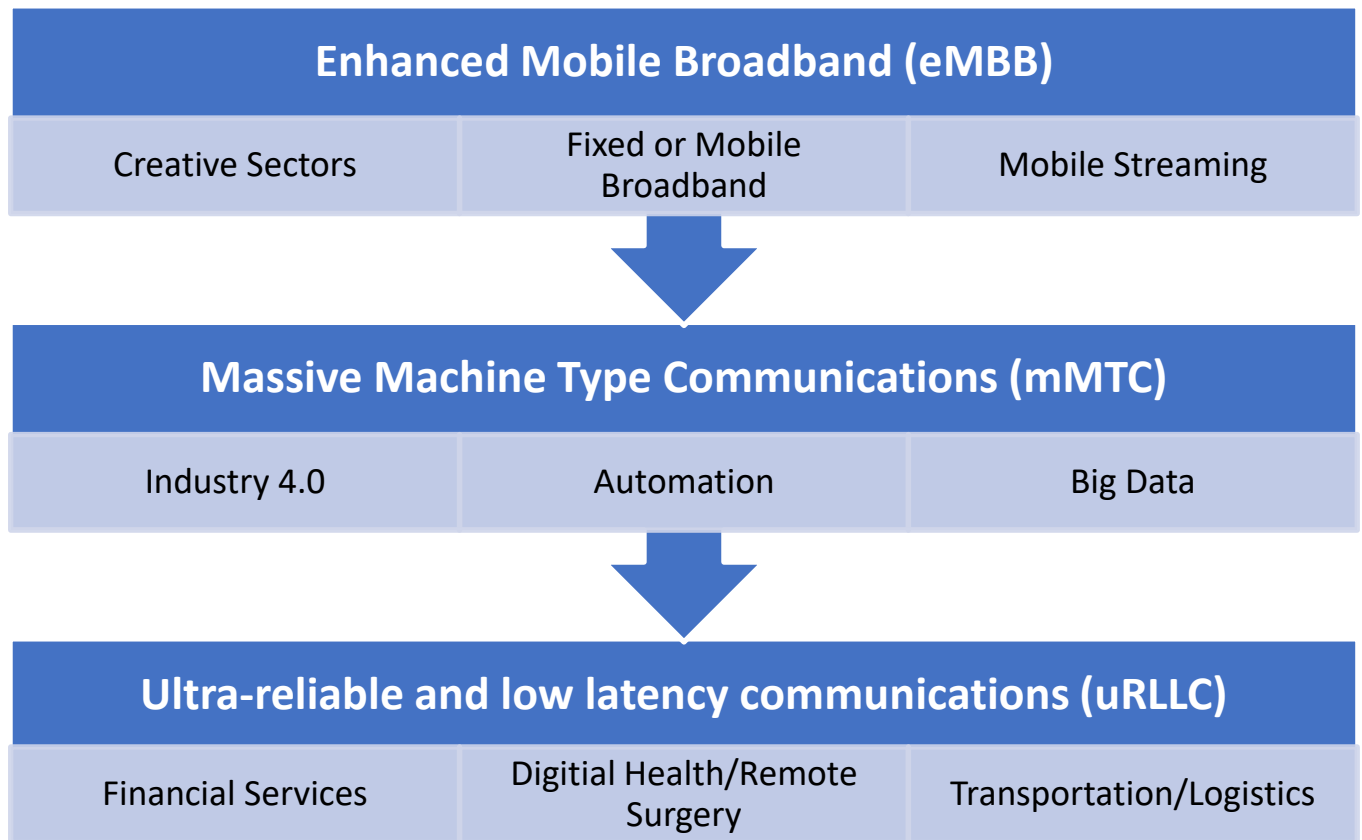 Enhanced Mobile Broadband (eMBB)
Creative Sectors
Fixed or Mobile
Broadband
Mobile Streaming
Massive Machine Type Communications (mMTC)
Industry 4.0
Automation
Big Data
Ultra-reliable and low latency communications (uRLLC)
Financial Services
Digitial Health/Remote
Surgery
Transportation/Logistics